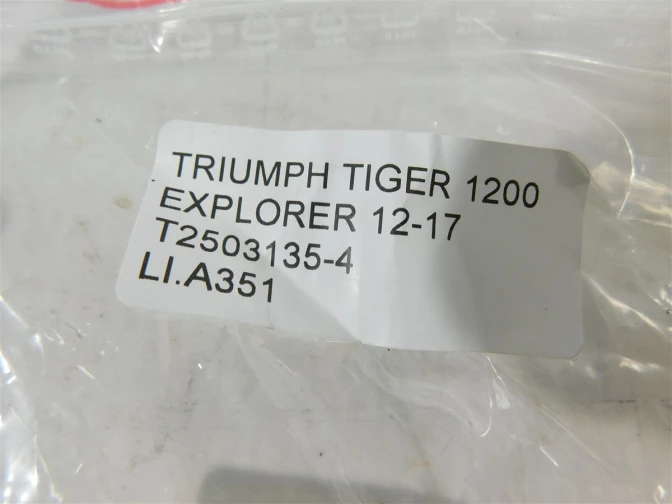 TRIUMPH TIGER 1200
EXPLORER 12-17
T2503135-4
LI.A351